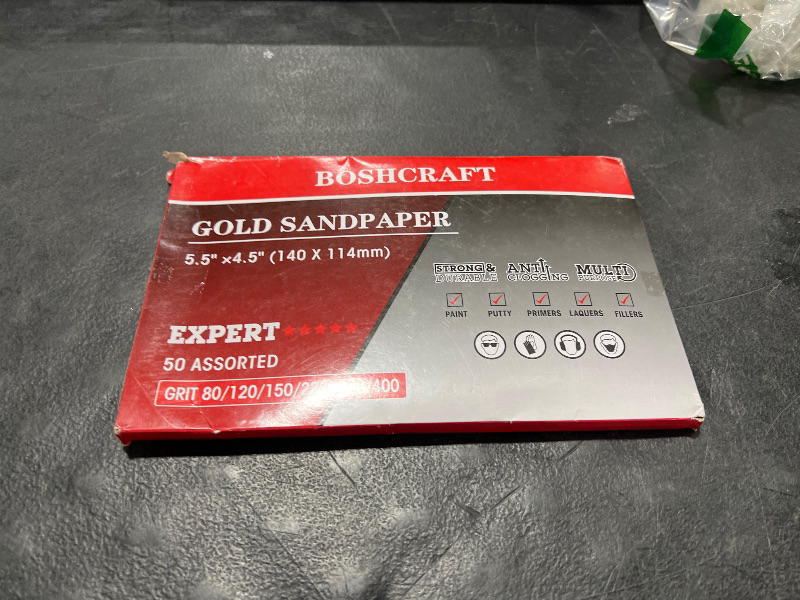 BOSHCRAFT
GOLD SANDPAPER
5.5" ×4.5" (140 X 114mm)
STRONG & DURABLE
ANTI CLOGGING
MULTI PURPOSE
PAINT
PUTTY
PRIMERS
LAQUERS
FILLERS
EXPERT
50 ASSORTED
GRIT 80/120/150/ /400